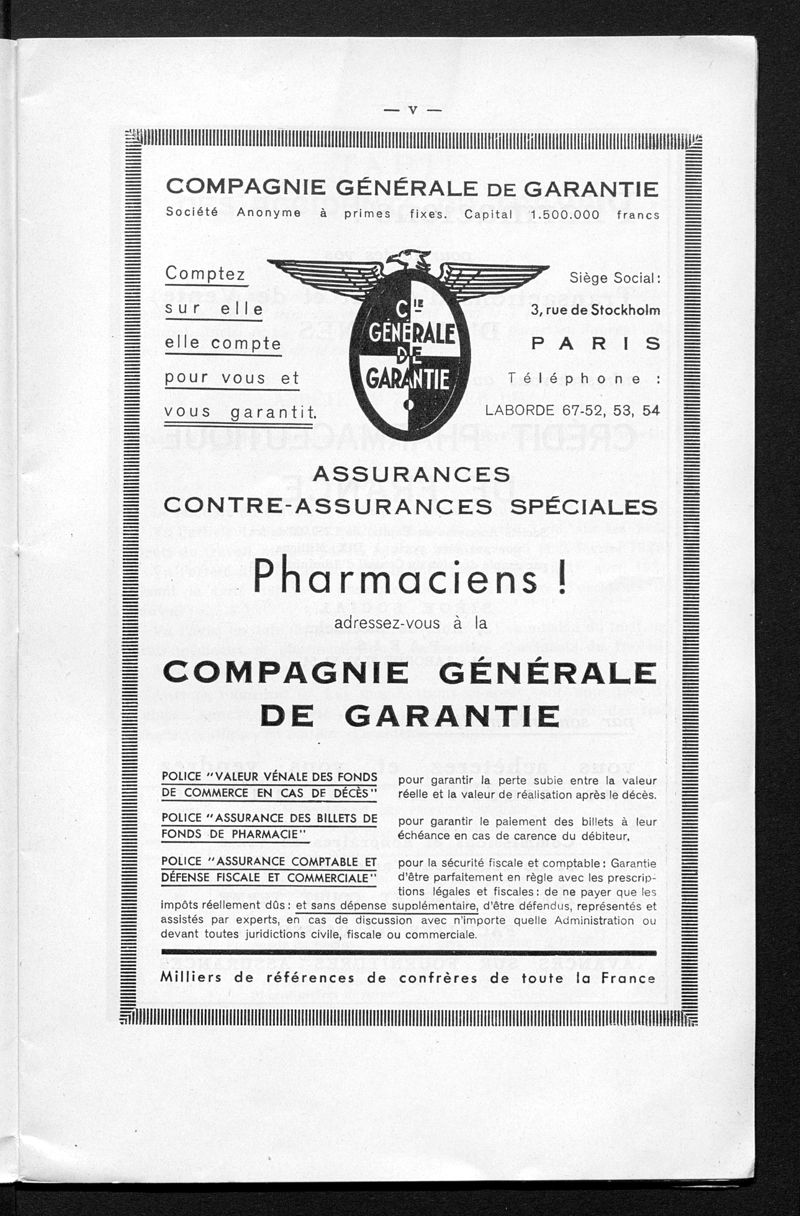 — V —
COMPAGNIE GÉNÉRALE DE GARANTIE
Société Anonyme à primes fixes. Capital 1.500.000 francs
Comptez
sur elle
elle compte
pour vous et
vous garantit.
CIE
GÉNÉRALE
DE
GARANTIE
Siège Social :
3, rue de Stockholm
PARIS
Téléphone :
LABORDE 67-52, 53, 54
ASSURANCES
CONTRE-ASSURANCES SPÉCIALES
Pharmaciens !
adressez-vous à la
COMPAGNIE GÉNÉRALE
DE GARANTIE
POLICE "VALEUR VÉNALE DES FONDS
DE COMMERCE EN CAS DE DÉCÈS"
pour garantir la perte subie entre la valeur
réelle et la valeur de réalisation après le décès.
POLICE "ASSURANCE DES BILLETS DE
FONDS DE PHARMACIE"
pour garantir le paiement des billets à leur
échéance en cas de carence du débiteur.
POLICE "ASSURANCE COMPTABLE ET
DÉFENSE FISCALE ET COMMERCIALE"
pour la sécurité fiscale et comptable : Garantie
d'être parfaitement en règle avec les prescrip-
tions légales et fiscales : de ne payer que les
impôts réellement dûs : et sans dépense supplémentaire, d'être défendus, représentés et
assistés par experts, en cas de discussion avec n'importe quelle Administration ou
devant toutes juridictions civile, fiscale ou commerciale.
Milliers de références de confrères de toute la France